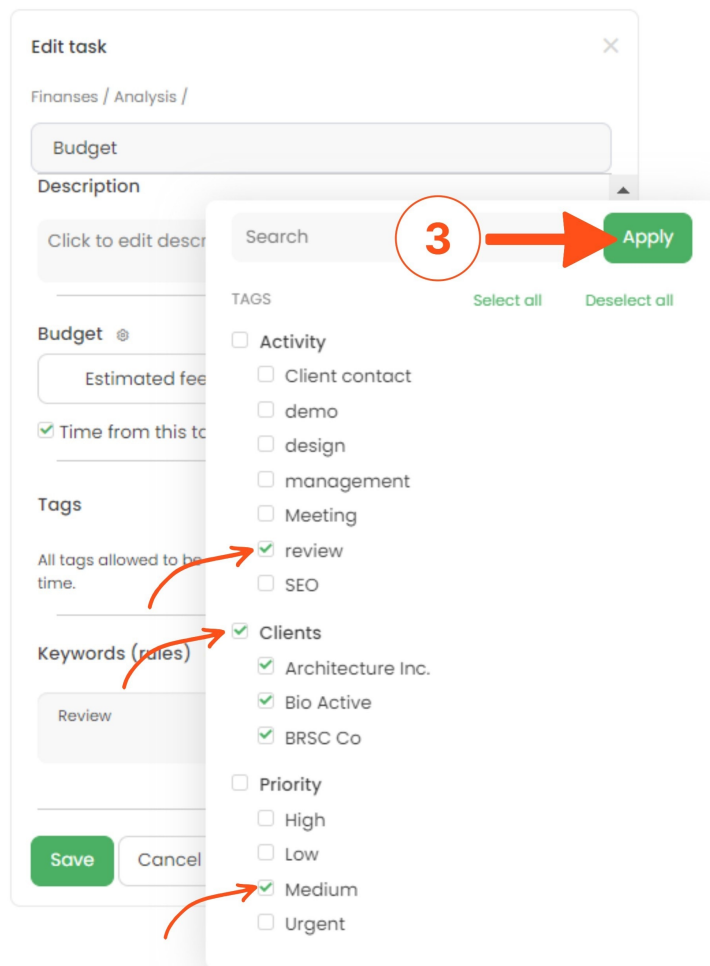 Edit task
Finanses / Analysis /
Budget
Description
Click to edit descr
Budget
Estimated fee
Time from this ta
Tags
All tags allowed to be
time.
Keywords (rules)
Review
Save
Cancel
Search
3
Apply
TAGS
Select all
Deselect all
Activity
Client contact
demo
design
management
Meeting
review
SEO
Clients
Architecture Inc.
Bio Active
BRSC Co
Priority
High
Low
Medium
Urgent